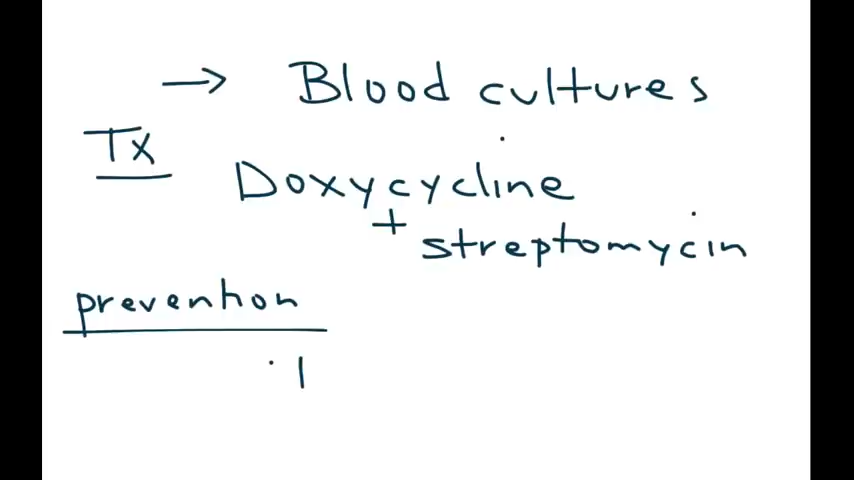 → Blood cultures
Tx
Doxycycline
+ streptomycin
prevention